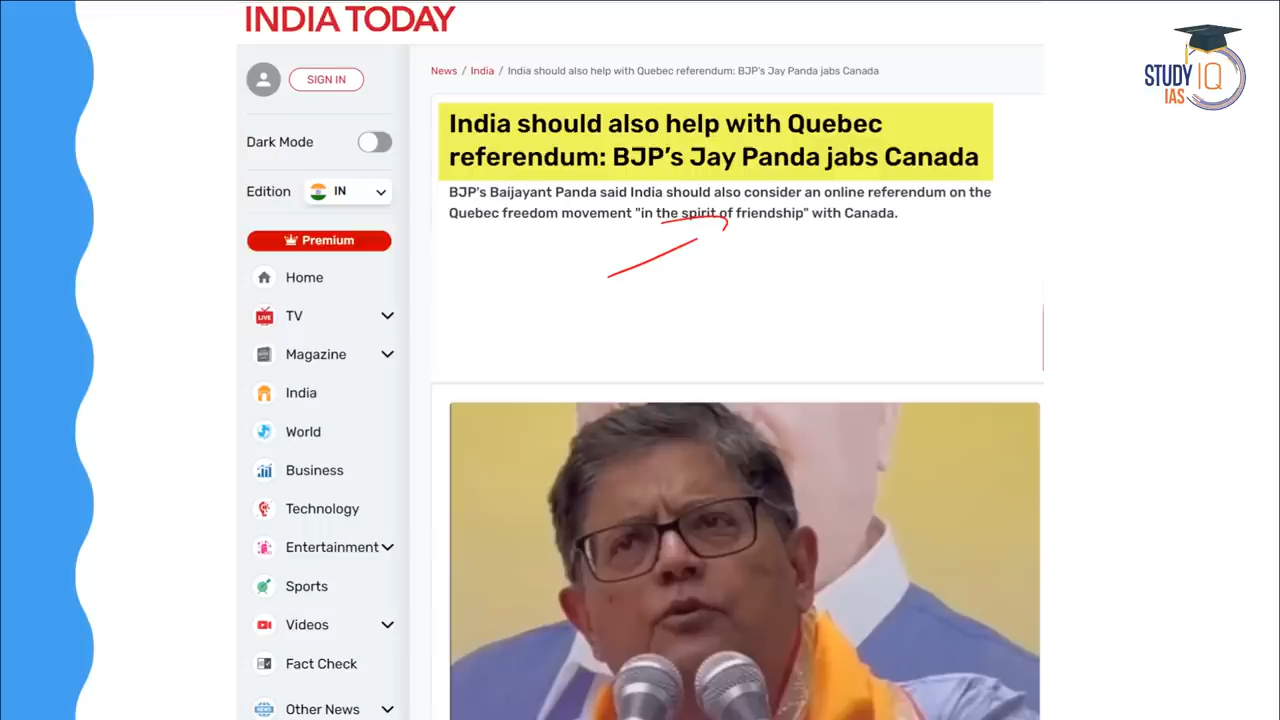 INDIA TODAY
STUDY IQ
IAS
SIGN IN
News / India / India should also help with Quebec referendum: BJP's Jay Panda jabs Canada
India should also help with Quebec
referendum: BJP's Jay Panda jabs Canada
BJP's Baijayant Panda said India should also consider an online referendum on the
Quebec freedom movement "in the spirit of friendship" with Canada.
Dark Mode
Edition IN
Premium
Home
LIVE
TV
Magazine
India
World
Business
Technology
Entertainment
Sports
Videos
Fact Check
NEWS
Other News